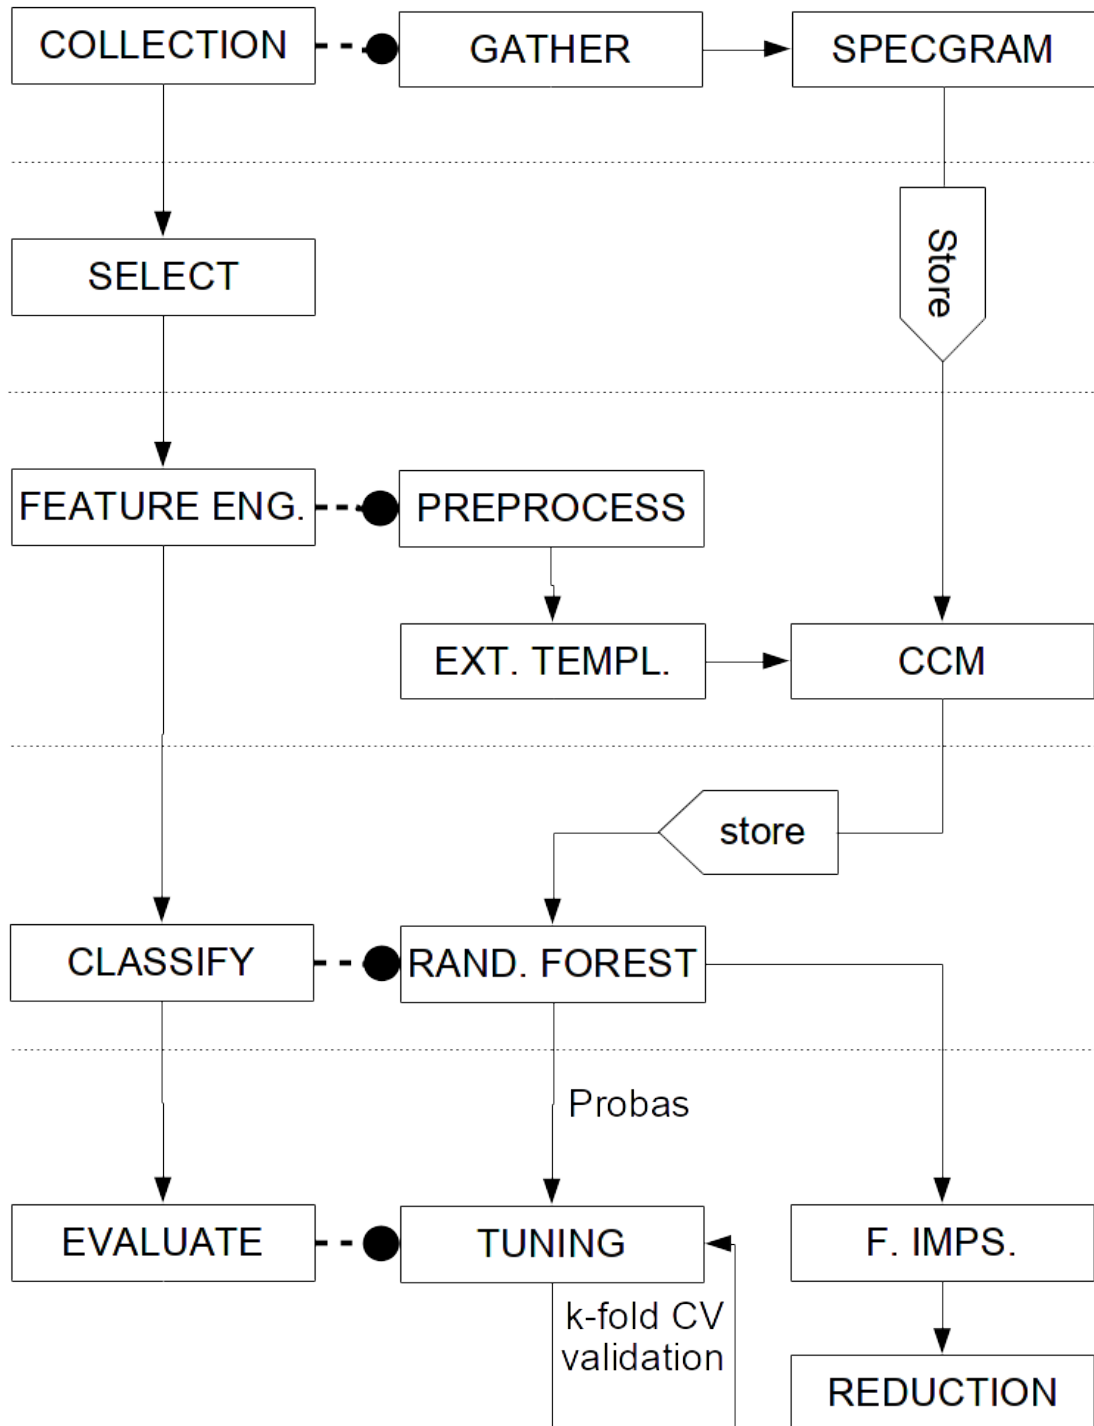 COLLECTION
GATHER
SPECGRAM
Store
SELECT
FEATURE ENG.
PREPROCESS
EXT. TEMPL.
CCM
store
CLASSIFY
RAND. FOREST
Probas
EVALUATE
TUNING
F. IMPS.
k-fold CV
validation
REDUCTION